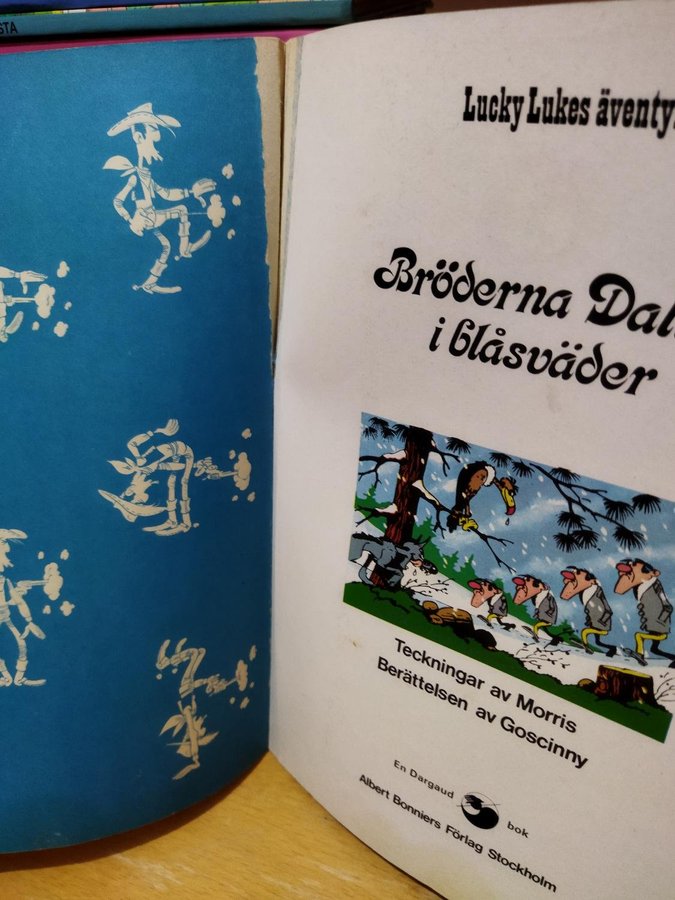 STA
Lucky Lukes äventy
Bröderna Dal
i blåsväder
Teckningar av Morris
Berättelsen av Goscinny
En Dargaud bok
Albert Bonniers Förlag Stockholm